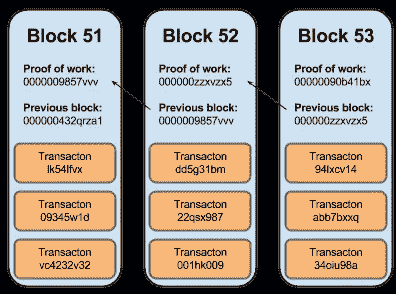 Block 51
Proof of work:
0000009857vvv
Previous block:
000000432qrza1
Transacton
lk54lfvx
Transacton
09345w1d
Transacton
vc4232v32
Block 52
Proof of work:
000000zzxvzx5
Previous block:
0000009857vvv
Transacton
dd5g31bm
Transacton
22qsx987
Transacton
001hk009
Block 53
Proof of work:
00000090b41bx
Previous block:
000000zzxvzx5
Transacton
94lxcv14
Transacton
abb7bxxq
Transacton
34oiu98a